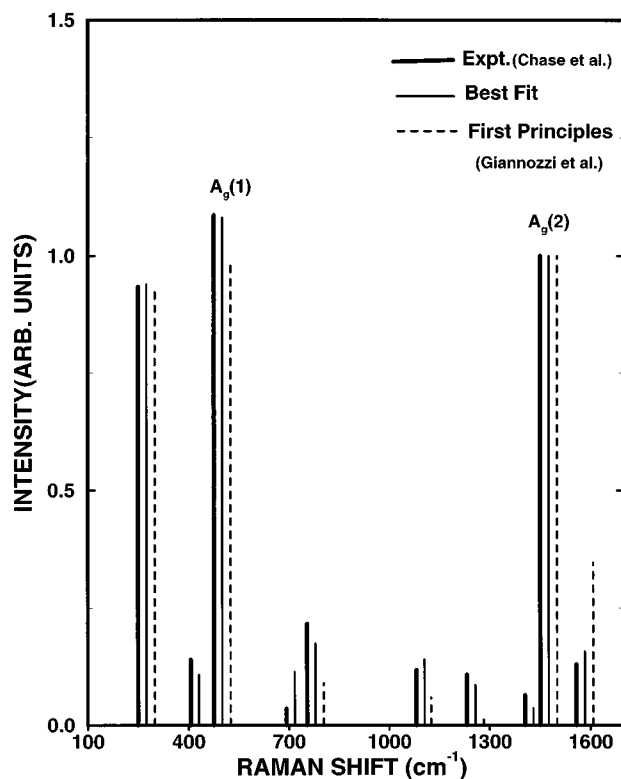 1.5
Expt.(Chase et al.)
Best Fit
First Principles
(Giannozzi et al.)
Ag(1)
Ag(2)
1.0
INTENSITY(ARB. UNITS)
0.5
0.0
100 400 700 1000 1300 1600
RAMAN SHIFT (cm-1)